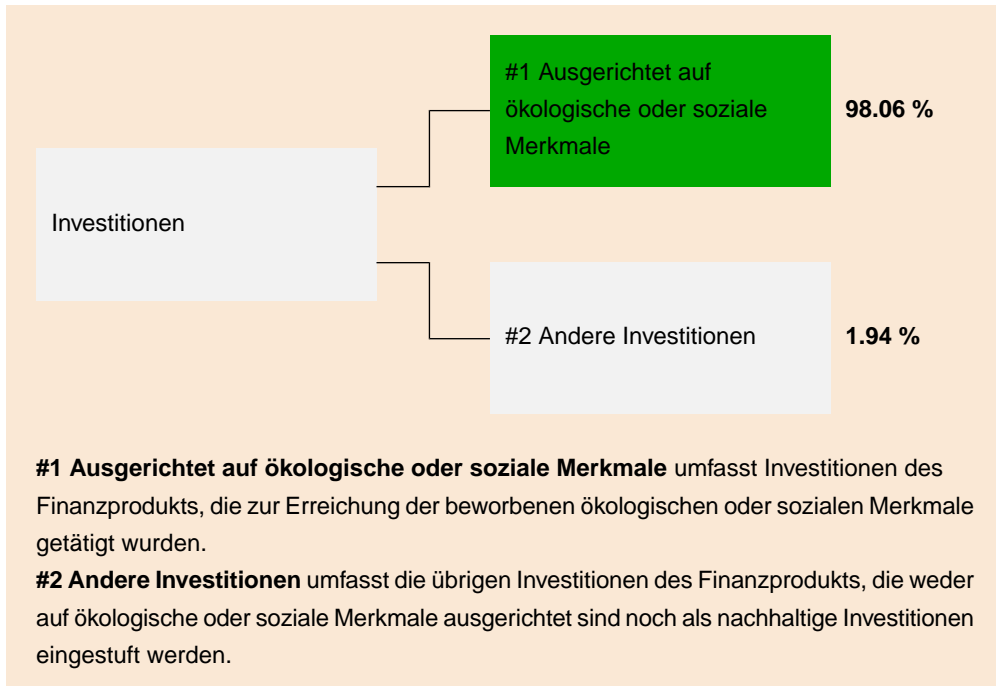 #1 Ausgerichtet auf
ökologische oder soziale
Merkmale
98.06 %
Investitionen
#2 Andere Investitionen
1.94 %
#1 Ausgerichtet auf ökologische oder soziale Merkmale umfasst Investitionen des
Finanzprodukts, die zur Erreichung der beworbenen ökologischen oder sozialen Merkmale
getätigt wurden.
#2 Andere Investitionen umfasst die übrigen Investitionen des Finanzprodukts, die weder
auf ökologische oder soziale Merkmale ausgerichtet sind noch als nachhaltige Investitionen
eingestuft werden.